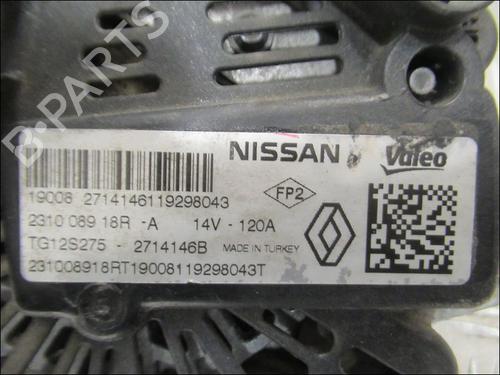 B-PARTS
NISSAN
Valeo
19008 2714146119298043
FP2
2310 089 18R -A 14V - 120A
TG12S275 - 2714146B MADE IN TURKEY
231008918RT19008119298043T